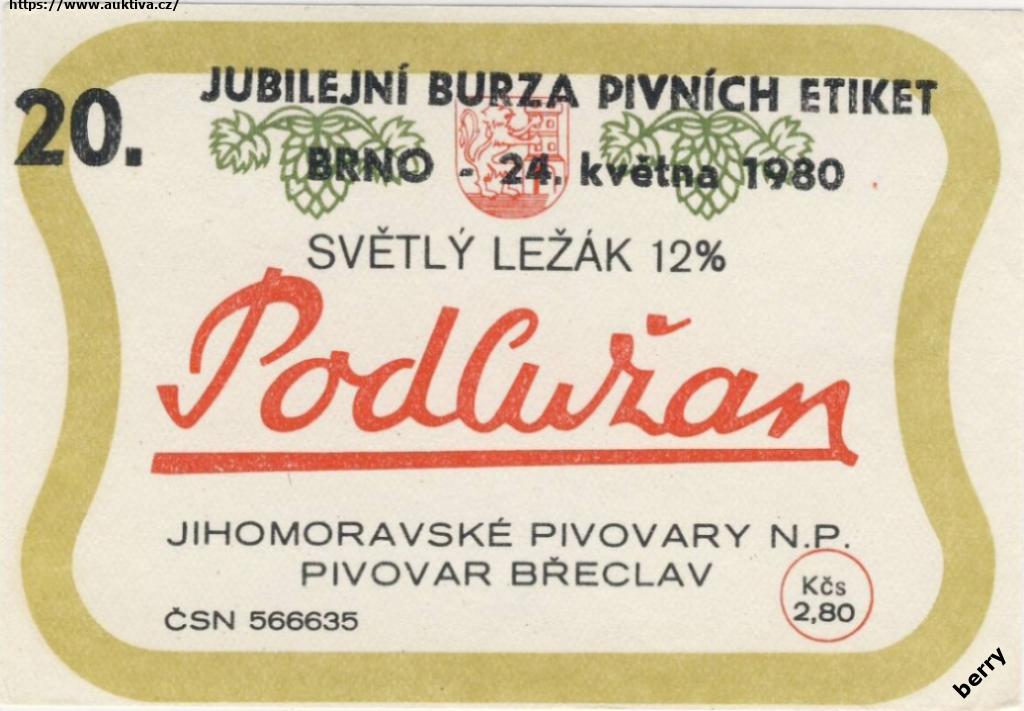 https://www.auktiva.cz/
20. JUBILEJNÍ BURZA PIVNÍCH ETIKET
BRNO - 24. května 1980
SVĚTLÝ LEŽÁK 12%
Podlužan
JIHOMORAVSKÉ PIVOVARY N.P.
PIVOVAR BŘECLAV
Kčs
2,80
ČSN 566635
berry